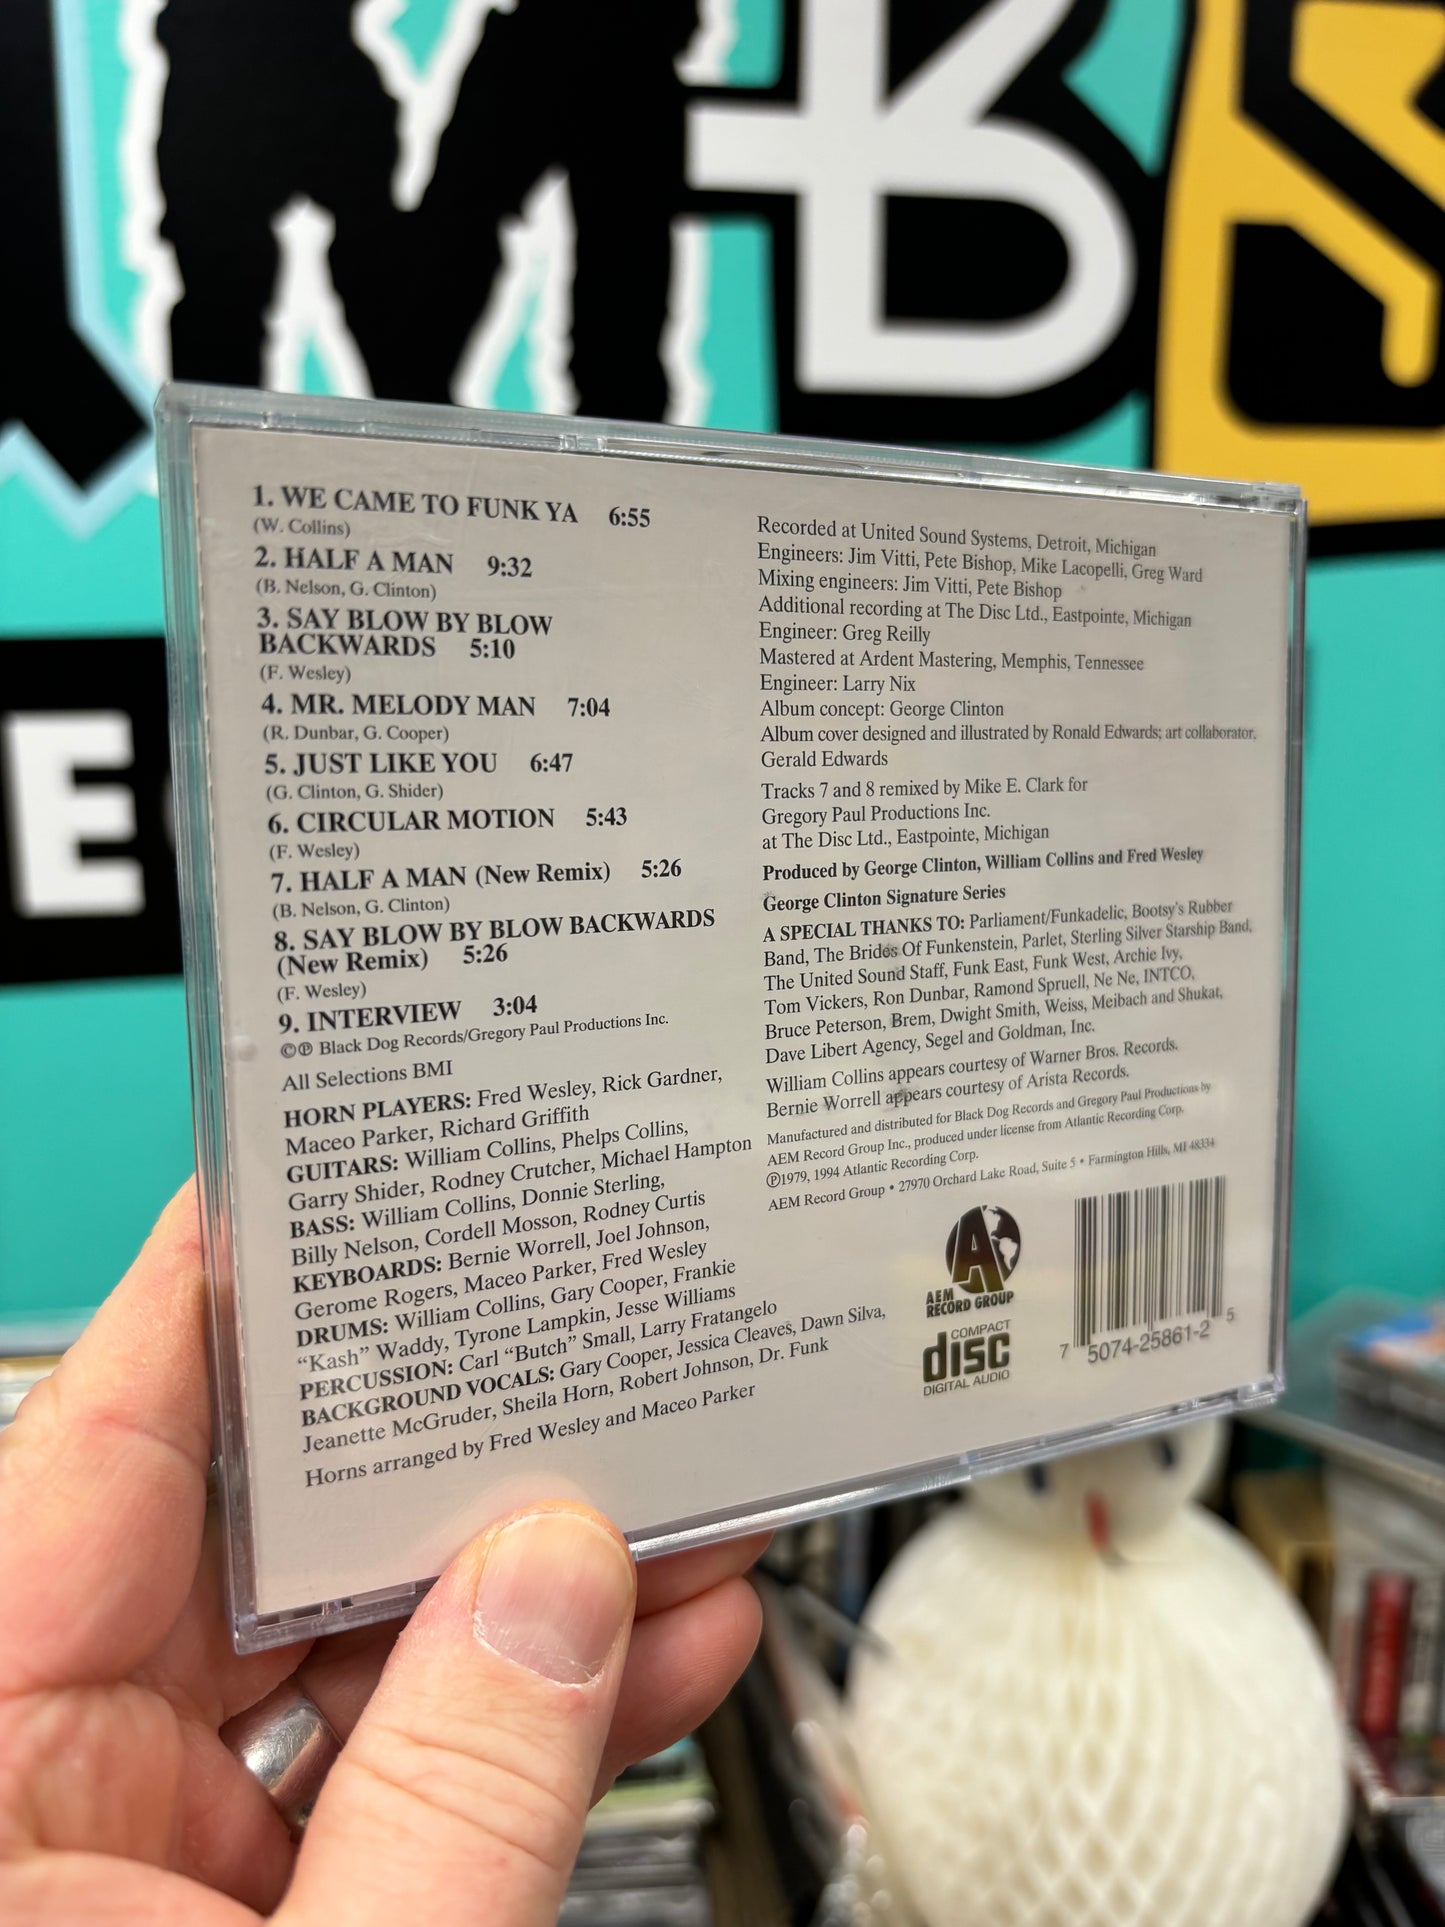 1. WE CAME TO FUNK YA 6:55
(W. Collins)
2. HALF A MAN 9:32
(B. Nelson, G. Clinton)
3. SAY BLOW BY BLOW
BACKWARDS 5:10
(F. Wesley)
4. MR. MELODY MAN 7:04
(R. Dunbar, G. Cooper)
5. JUST LIKE YOU 6:47
(G. Clinton, G. Shider)
6. CIRCULAR MOTION 5:43
(F. Wesley)
7. HALF A MAN (New Remix) 5:26
(B. Nelson, G. Clinton)
8. SAY BLOW BY BLOW BACKWARDS
(New Remix) 5:26
(F. Wesley)
9. INTERVIEW 3:04
©℗ Black Dog Records/Gregory Paul Productions Inc.
All Selections BMI
HORN PLAYERS: Fred Wesley, Rick Gardner,
Maceo Parker, Richard Griffith
GUITARS: William Collins, Phelps Collins,
Garry Shider, Rodney Crutcher, Michael Hampton
BASS: William Collins, Donnie Sterling,
Billy Nelson, Cordell Mosson, Rodney Curtis
KEYBOARDS: Bernie Worrell, Joel Johnson,
Gerome Rogers, Maceo Parker, Fred Wesley
DRUMS: William Collins, Gary Cooper, Frankie
"Kash" Waddy, Tyrone Lampkin, Jesse Williams
PERCUSSION: Carl "Butch" Small, Larry Fratangelo
BACKGROUND VOCALS: Gary Cooper, Jessica Cleaves, Dawn Silva,
Jeanette McGruder, Sheila Horn, Robert Johnson, Dr. Funk
Horns arranged by Fred Wesley and Maceo Parker
Recorded at United Sound Systems, Detroit, Michigan
Engineers: Jim Vitti, Pete Bishop, Mike Lacopelli, Greg Ward
Mixing engineers: Jim Vitti, Pete Bishop
Additional recording at The Disc Ltd., Eastpointe, Michigan
Engineer: Greg Reilly
Mastered at Ardent Mastering, Memphis, Tennessee
Engineer: Larry Nix
Album concept: George Clinton
Album cover designed and illustrated by Ronald Edwards; art collaborator,
Gerald Edwards
Tracks 7 and 8 remixed by Mike E. Clark for
Gregory Paul Productions Inc.
at The Disc Ltd., Eastpointe, Michigan
Produced by George Clinton, William Collins and Fred Wesley
George Clinton Signature Series
A SPECIAL THANKS TO: Parliament/Funkadelic, Bootsy's Rubber
Band, The Brides Of Funkenstein, Parlet, Sterling Silver Starship Band,
The United Sound Staff, Funk East, Funk West, Archie Ivy,
Tom Vickers, Ron Dunbar, Ramond Spruell, Ne Ne, INTCO,
Bruce Peterson, Brem, Dwight Smith, Weiss, Meibach and Shukat,
Dave Libert Agency, Segel and Goldman, Inc.
William Collins appears courtesy of Warner Bros. Records.
Bernie Worrell appears courtesy of Arista Records.
Manufactured and distributed for Black Dog Records and Gregory Paul Productions by
AEM Record Group Inc., produced under license from Atlantic Recording Corp.
℗1979, 1994 Atlantic Recording Corp.
AEM Record Group • 27970 Orchard Lake Road, Suite 5 • Farmington Hills, MI 48334
A
AEM
RECORD GROUP
COMPACT
disc
DIGITAL AUDIO
7 5074-25861-2 5